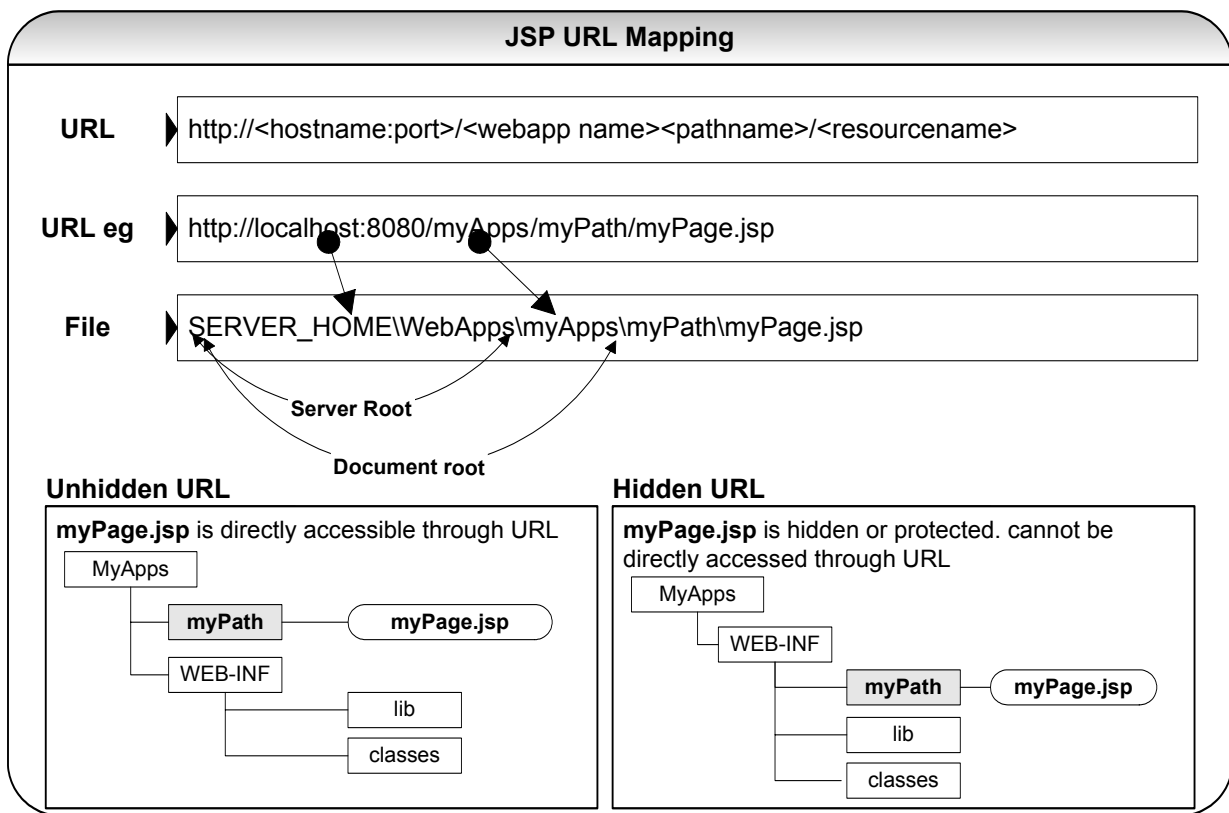 JSP URL Mapping
URL
http://<hostname:port>/<webapp name><pathname>/<resourcename>
URL eg
http://localhost:8080/myApps/myPath/myPage.jsp
File
SERVER_HOME\WebApps\myApps\myPath\myPage.jsp
Server Root
Document root
Unhidden URL
myPage.jsp is directly accessible through URL
MyApps
myPath
myPage.jsp
WEB-INF
lib
classes
Hidden URL
myPage.jsp is hidden or protected. cannot be
directly accessed through URL
MyApps
WEB-INF
myPath
myPage.jsp
lib
classes